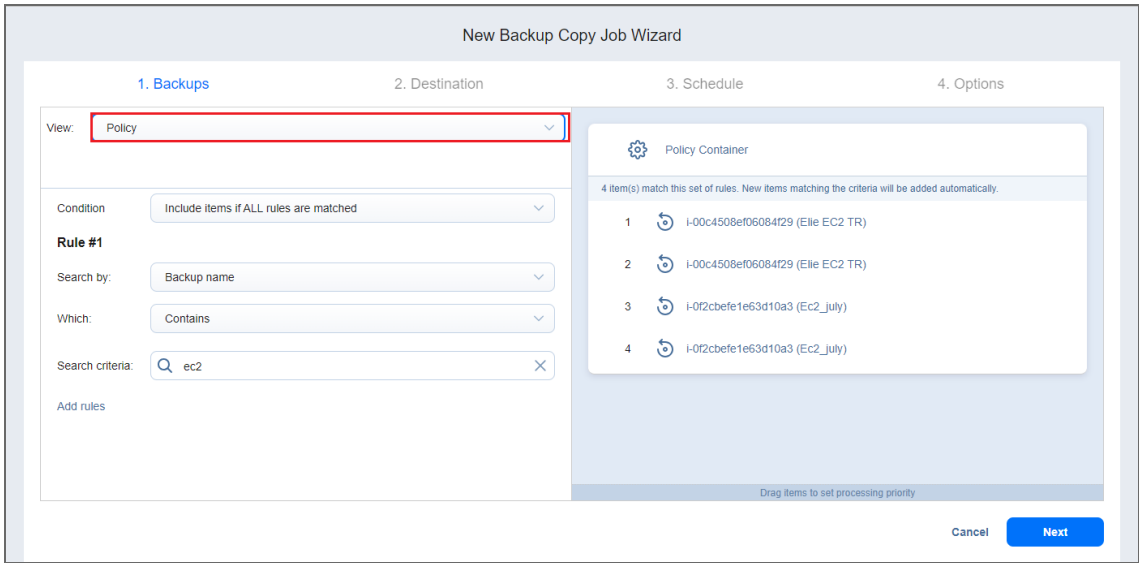 New Backup Copy Job Wizard
1. Backups
2. Destination
3. Schedule
4. Options
View:
Policy
Condition
Include items if ALL rules are matched
Rule #1
Search by:
Backup name
Which:
Contains
Search criteria:
ec2
Add rules
Policy Container
4 item(s) match this set of rules. New items matching the criteria will be added automatically.
1 i-00c4508ef06084f29 (Elie EC2 TR)
2 i-00c4508ef06084f29 (Elie EC2 TR)
3 i-0f2cbefe1e63d10a3 (Ec2_july)
4 i-0f2cbefe1e63d10a3 (Ec2_july)
Drag items to set processing priority
Cancel
Next